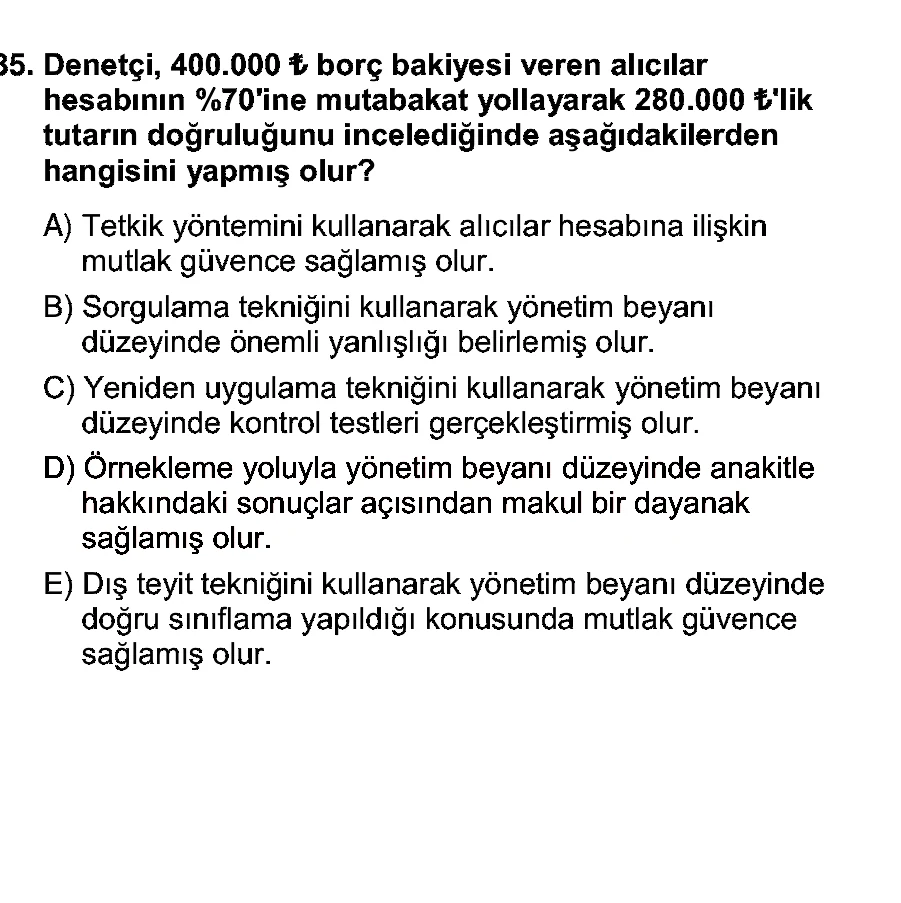 35. Denetçi, 400.000 ₺ borç bakiyesi veren alıcılar
hesabının %70'ine mutabakat yollayarak 280.000 ₺'lik
tutarın doğruluğunu incelediğinde aşağıdakilerden
hangisini yapmış olur?
A) Tetkik yöntemini kullanarak alıcılar hesabına ilişkin
mutlak güvence sağlamış olur.
B) Sorgulama tekniğini kullanarak yönetim beyanı
düzeyinde önemli yanlışlığı belirlemiş olur.
C) Yeniden uygulama tekniğini kullanarak yönetim beyanı
düzeyinde kontrol testleri gerçekleştirmiş olur.
D) Örnekleme yoluyla yönetim beyanı düzeyinde anakitle
hakkındaki sonuçlar açısından makul bir dayanak
sağlamış olur.
E) Dış teyit tekniğini kullanarak yönetim beyanı düzeyinde
doğru sınıflama yapıldığı konusunda mutlak güvence
sağlamış olur.